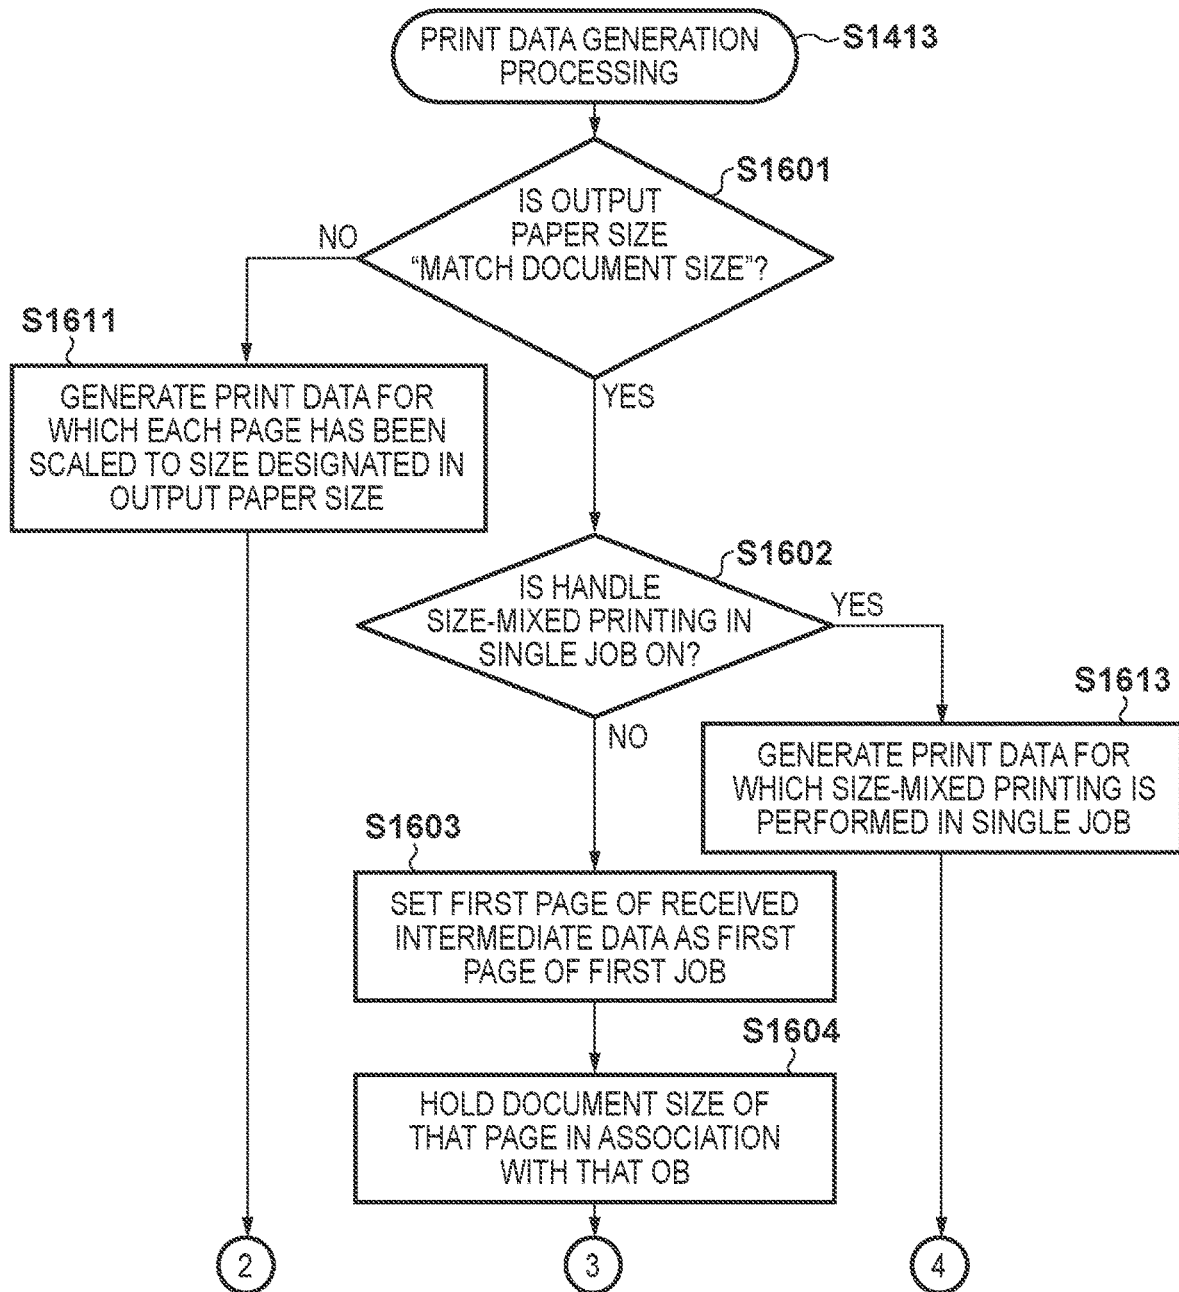 PRINT DATA GENERATION
PROCESSING
S1413
S1601
IS OUTPUT
PAPER SIZE
“MATCH DOCUMENT SIZE”?
NO
YES
S1611
GENERATE PRINT DATA FOR
WHICH EACH PAGE HAS BEEN
SCALED TO SIZE DESIGNATED IN
OUTPUT PAPER SIZE
S1602
IS HANDLE
SIZE-MIXED PRINTING IN
SINGLE JOB ON?
YES
NO
S1613
GENERATE PRINT DATA FOR
WHICH SIZE-MIXED PRINTING IS
PERFORMED IN SINGLE JOB
S1603
SET FIRST PAGE OF RECEIVED
INTERMEDIATE DATA AS FIRST
PAGE OF FIRST JOB
S1604
HOLD DOCUMENT SIZE OF
THAT PAGE IN ASSOCIATION
WITH THAT OB
2
3
4